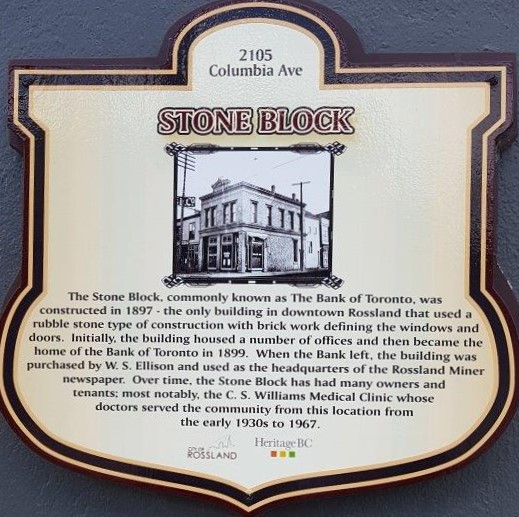 2105
Columbia Ave
STONE BLOCK
The Stone Block, commonly known as The Bank of Toronto, was
constructed in 1897 - the only building in downtown Rossland that used a
rubble stone type of construction with brick work defining the windows and
doors. Initially, the building housed a number of offices and then became the
home of the Bank of Toronto in 1899. When the Bank left, the building was
purchased by W. S. Ellison and used as the headquarters of the Rossland Miner
newspaper. Over time, the Stone Block has had many owners and
tenants; most notably, the C. S. Williams Medical Clinic whose
doctors served the community from this location from
the early 1930s to 1967.
CITY OF
ROSSLAND
Heritage BC